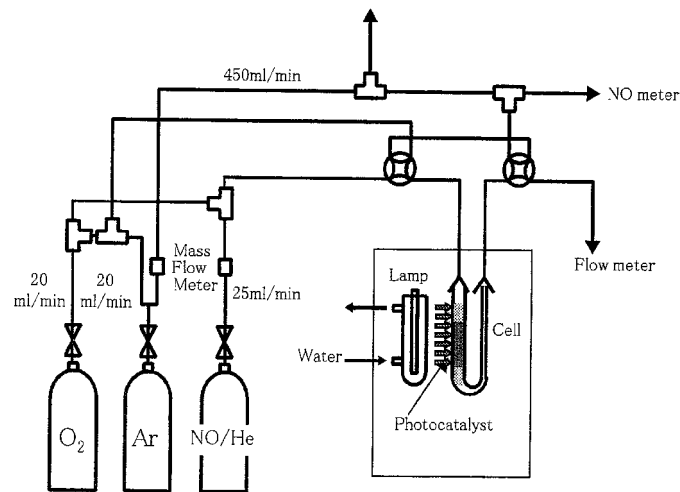 450ml/min
NO meter
Mass
Flow
Meter
20
ml/min
20
ml/min
25ml/min
Flow meter
Lamp
Cell
Water
Photocatalyst
O₂
Ar
NO/He